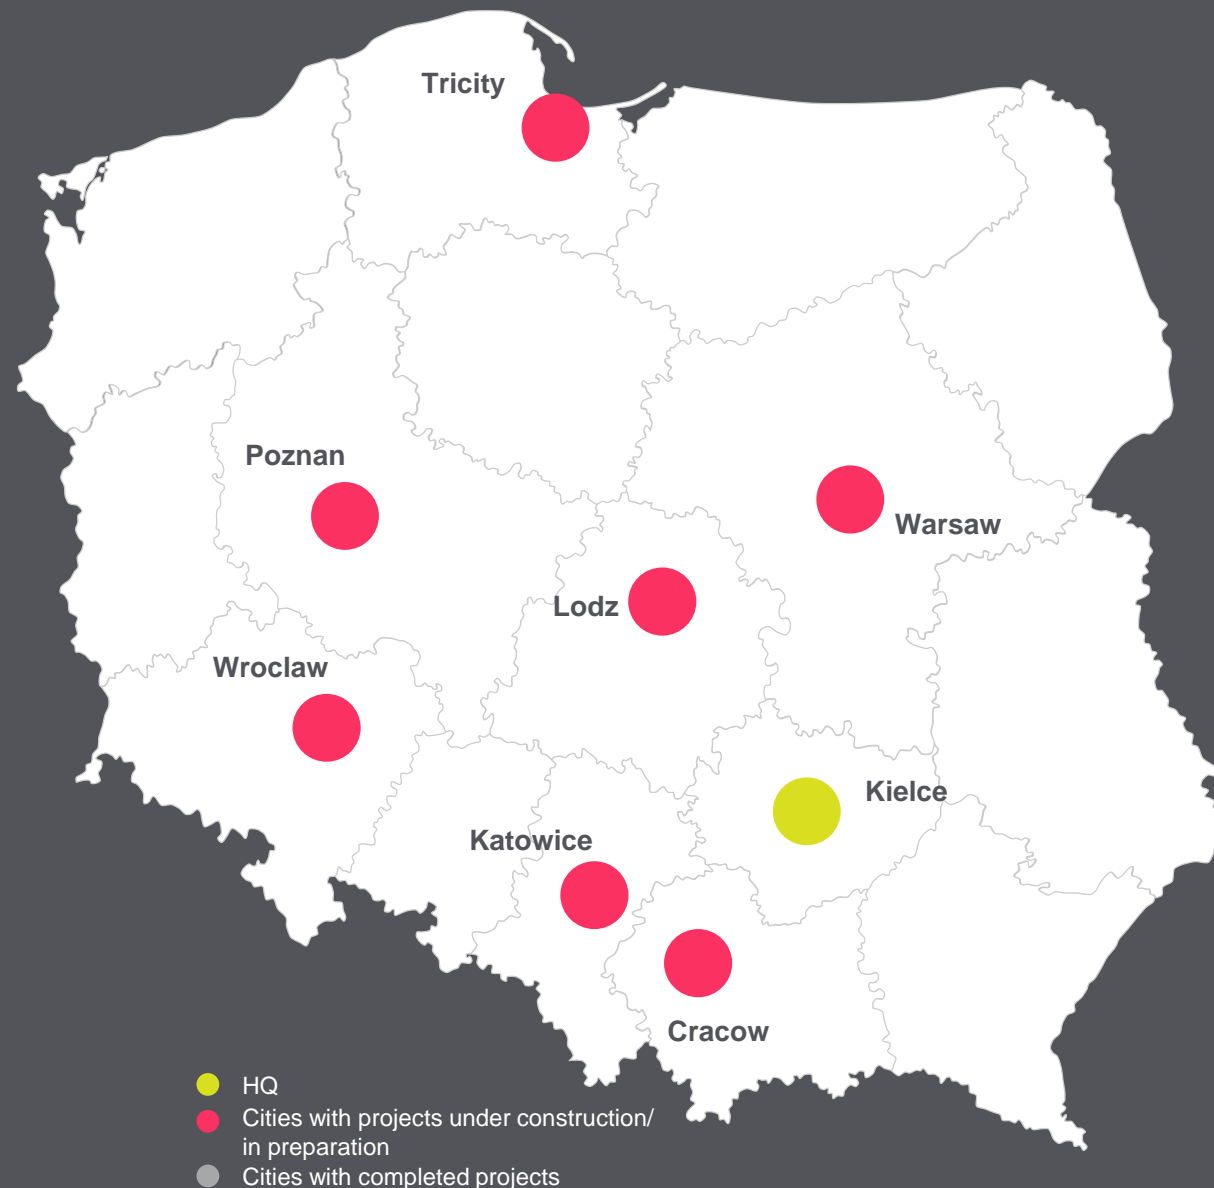 Tricity
Poznan
Warsaw
Lodz
Wroclaw
Kielce
Katowice
Cracow
HQ
Cities with projects under construction/
in preparation
Cities with completed projects